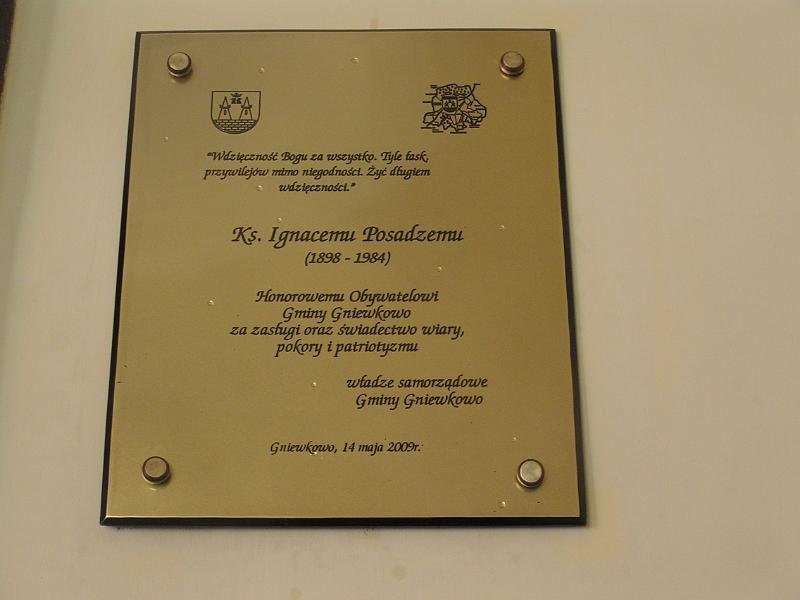 "Wdzięczność Bogu za wszystko. Tyle łask,
przywilejów mimo niegodności. Żyć długiem
wdzięczności."
Ks. Ignacemu Posadzemu
(1898 - 1984)
Honorowemu Obywatelowi
Gminy Gniewkowo
za zasługi oraz świadectwo wiary,
pokory i patriotyzmu
władze samorządowe
Gminy Gniewkowo
Gniewkowo, 14 maja 2009r.